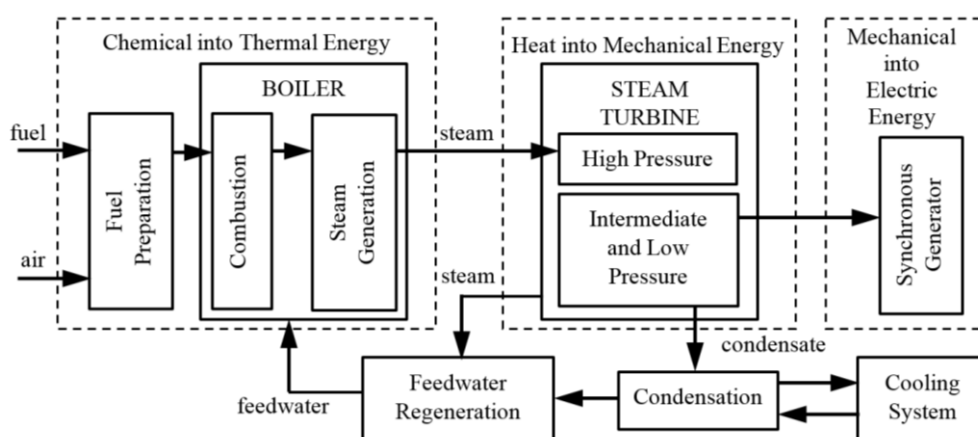 Chemical into Thermal Energy
Heat into Mechanical Energy
Mechanical
into
Electric
Energy
BOILER
STEAM
TURBINE
fuel
air
Fuel
Preparation
Combustion
Steam
Generation
steam
High Pressure
Intermediate
and Low
Pressure
Synchronous
Generator
steam
condensate
feedwater
Feedwater
Regeneration
Condensation
Cooling
System